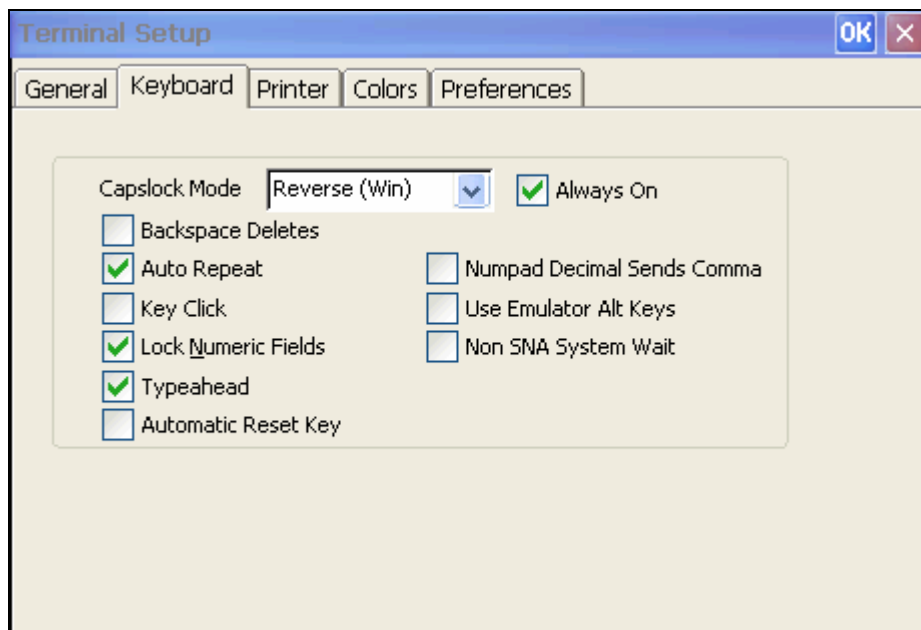 Terminal Setup OK
General Keyboard Printer Colors Preferences
Capslock Mode Reverse (Win) Always On
Backspace Deletes
Auto Repeat Numpad Decimal Sends Comma
Key Click Use Emulator Alt Keys
Lock Numeric Fields Non SNA System Wait
Typeahead
Automatic Reset Key